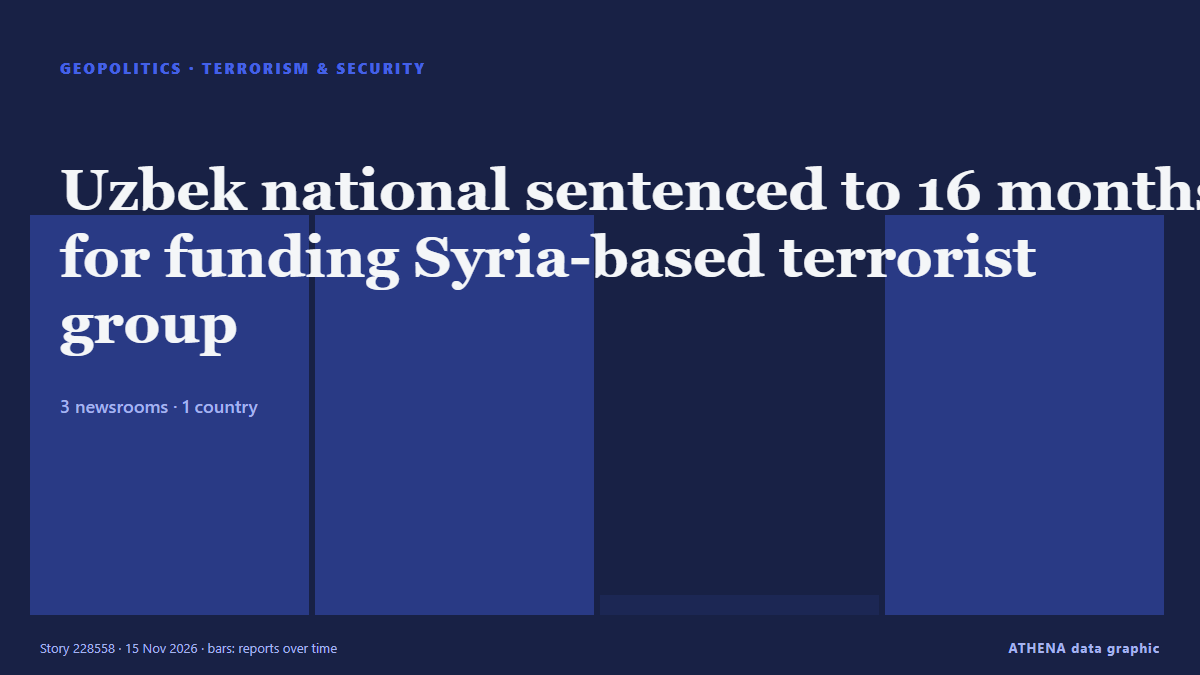 GEOPOLITICS · TERRORISM & SECURITY
Uzbek national sentenced to 16 months
for funding Syria-based terrorist
group
3 newsrooms · 1 country
Story 228558 · 15 Nov 2026 · bars: reports over time
ATHENA data graphic